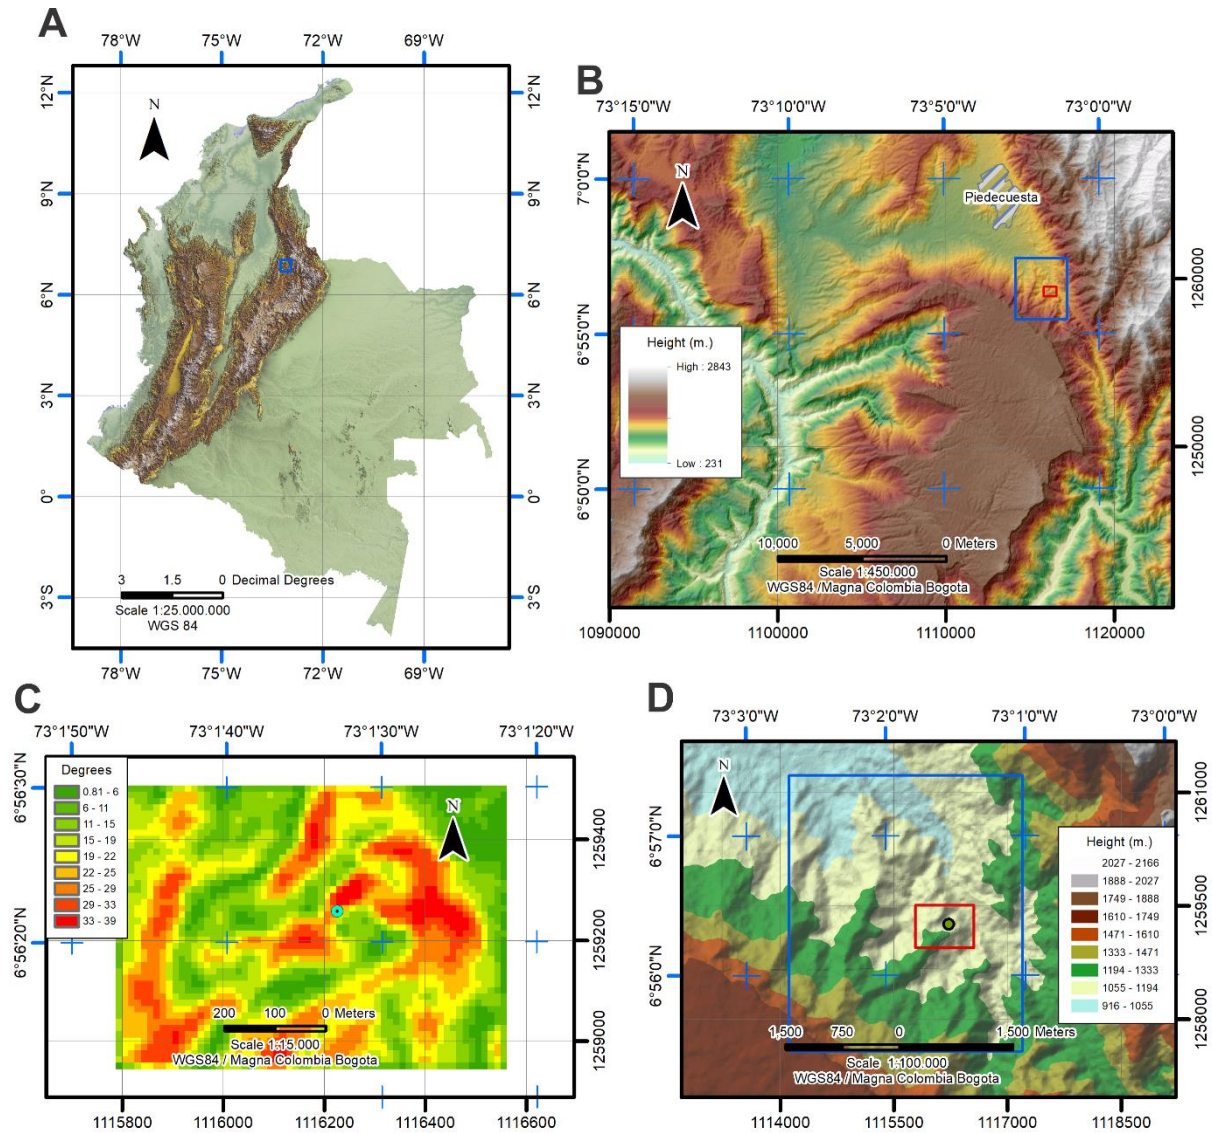 A
78°W 75°W 72°W 69°W
12°N
9°N
6°N
3°N
0°
3°S
12°N
9°N
6°N
3°N
0°
3°S
N
3 1.5 0 Decimal Degrees
Scale 1:25.000.000
WGS 84
78°W 75°W 72°W 69°W
B
73°15'0"W 73°10'0"W 73°5'0"W 73°0'0"W
7°0'0"N
6°55'0"N
6°50'0"N
N
Piedecuesta
1260000
1250000
Height (m.)
High : 2843
Low : 231
10,000 5,000 0 Meters
Scale 1:450.000
WGS84 /Magna Colombia Bogota
1090000 1100000 1110000 1120000
C
73°1'50"W 73°1'40"W 73°1'30"W 73°1'20"W
6°56'30"N
6°56'20"N
Degrees
0.81 - 6
6 - 11
11 - 15
15 - 19
19 - 22
22 - 25
25 - 29
29 - 33
33 - 39
N
1259400
1259200
1259000
200 100 0 Meters
Scale 1:15.000
WGS84 / Magna Colombia Bogota
1115800 1116000 1116200 1116400 1116600
D
73°3'0"W 73°2'0"W 73°1'0"W 73°0'0"W
6°57'0"N
6°56'0"N
N
1261000
1259500
1258000
Height (m.)
2027 - 2166
1888 - 2027
1749 - 1888
1610 - 1749
1471 - 1610
1333 - 1471
1194 - 1333
1055 - 1194
916 - 1055
1,500 750 0 1,500 Meters
Scale 1:100.000
WGS84 / Magna Colombia Bogota
1114000 1115500 1117000 1118500